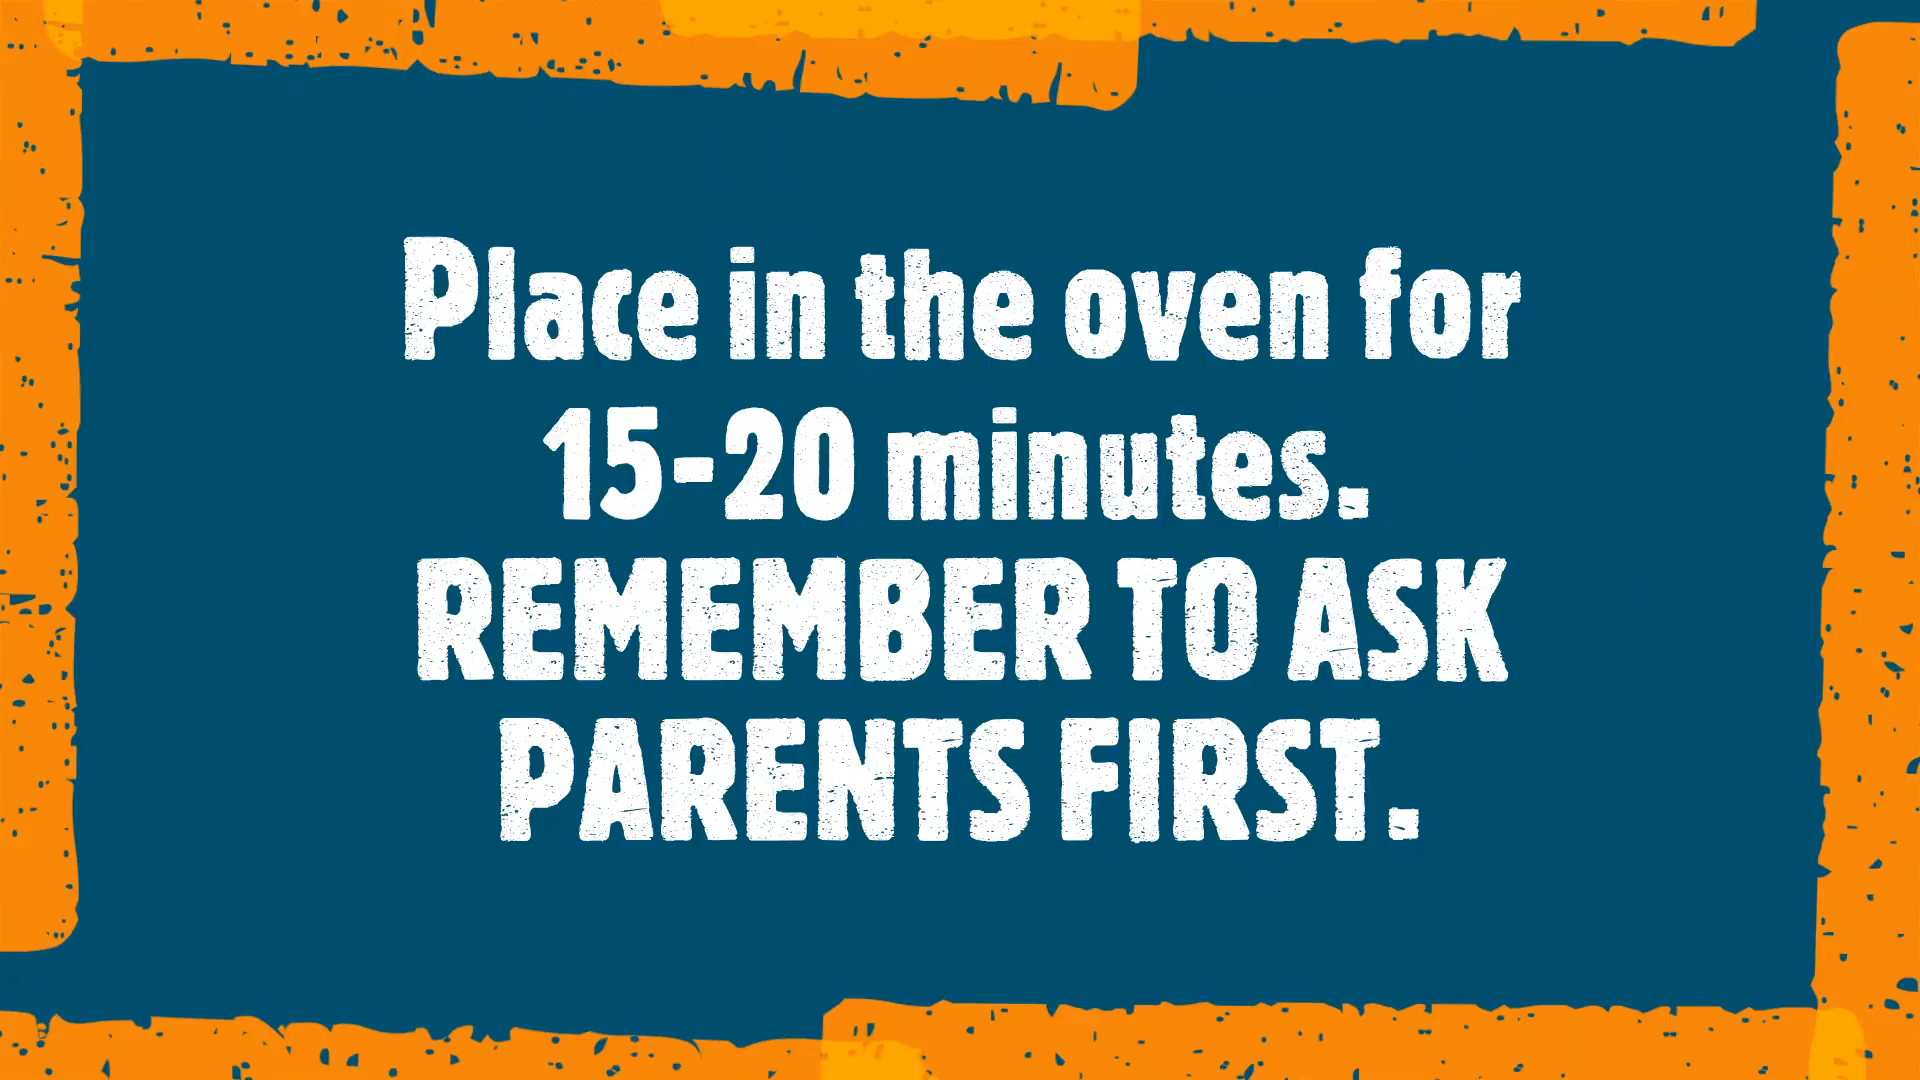 Place in the oven for
15-20 minutes.
REMEMBER TO ASK
PARENTS FIRST.